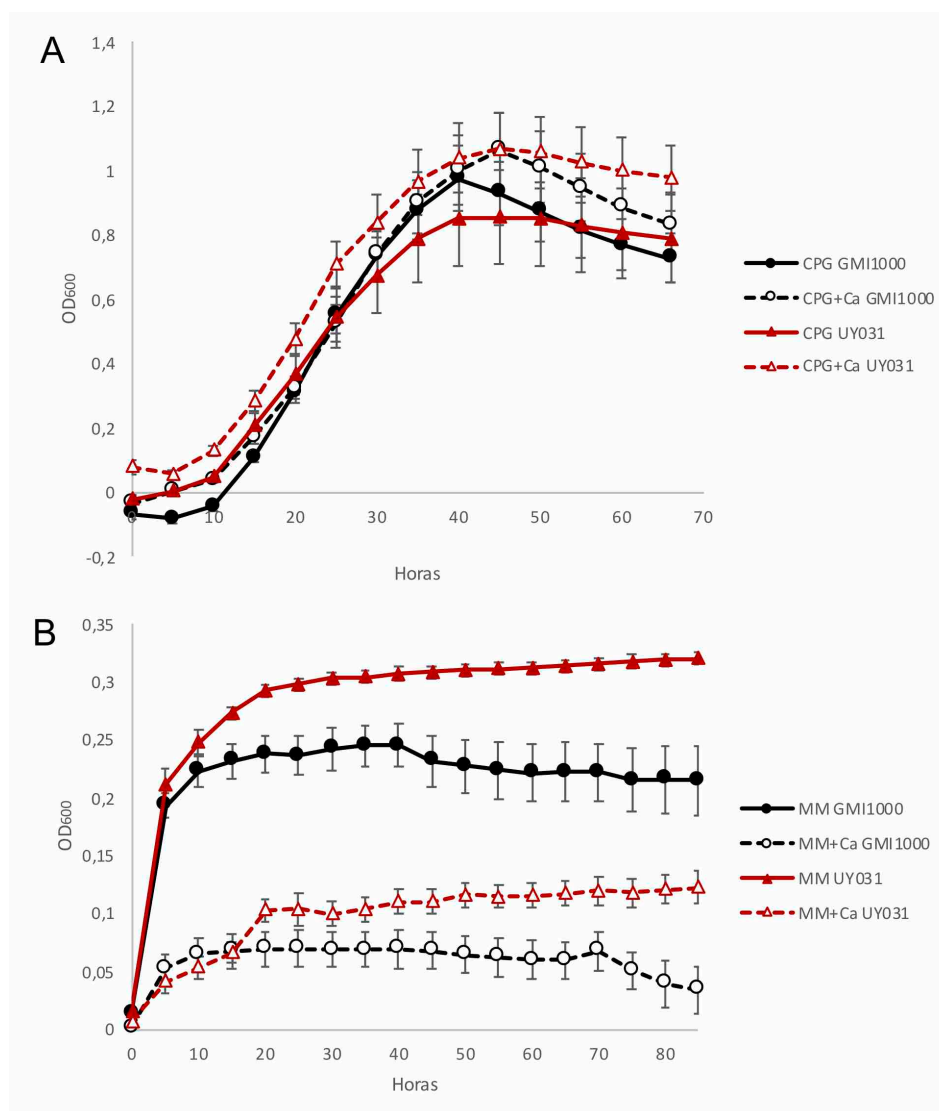 A
1,4
1,2
1
0,8
0,6
0,4
0,2
0
-0,2
OD600
0 10 20 30 40 50 60 70
Horas
CPG GMI1000
CPG+Ca GMI1000
CPG UY031
CPG+Ca UY031
B
0,35
0,3
0,25
0,2
0,15
0,1
0,05
0
OD600
0 10 20 30 40 50 60 70 80
Horas
MM GMI1000
MM+Ca GMI1000
MM UY031
MM+Ca UY031